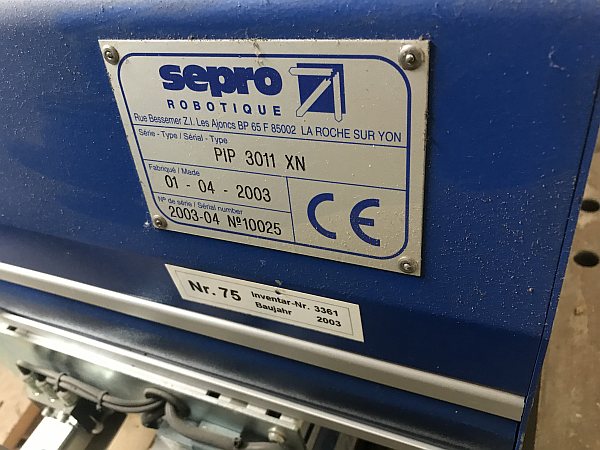 sepro
ROBOTIQUE
Rue Bessemer Z.I. Les Ajoncs BP 65 F 85002 LA ROCHE SUR YON
Série - Type / Sérial - Type
PIP 3011 XN
Fabriqué / Made
01 - 04 - 2003
N° de série / Sérial number
2003-04 №10025
CE
Nr. 75 Inventar-Nr. 3361
Baujahr 2003